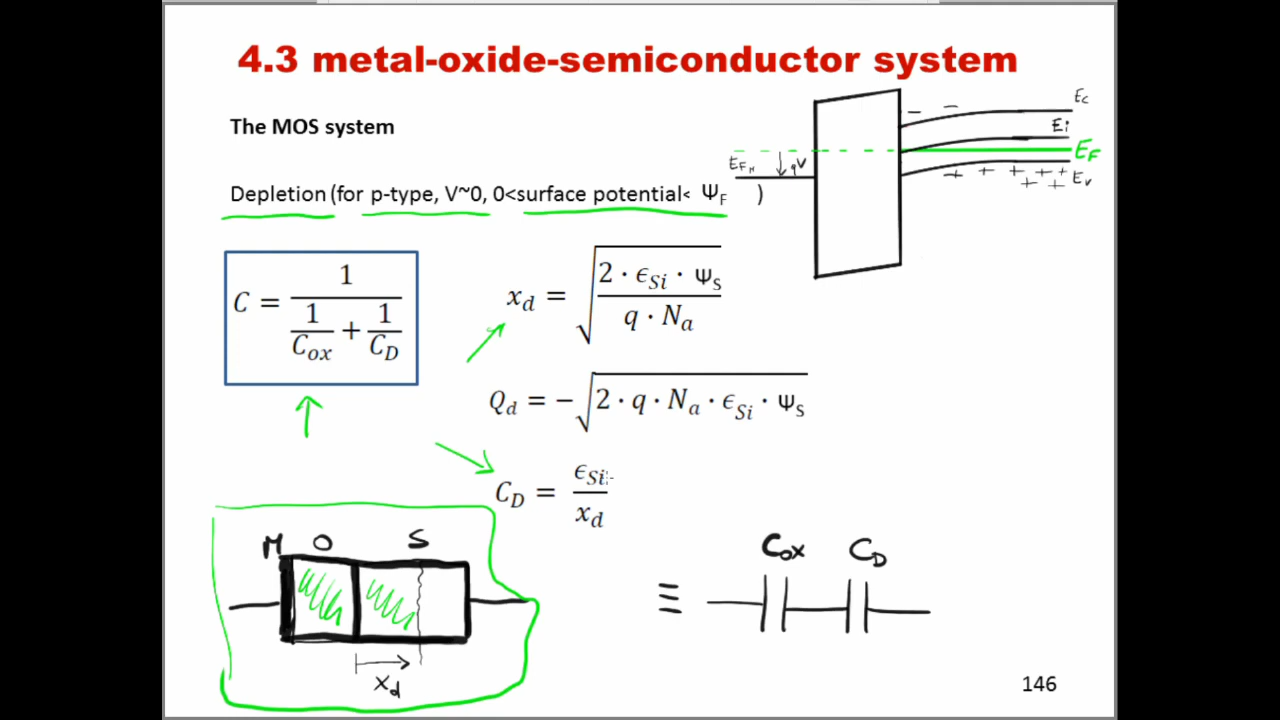 4.3 metal-oxide-semiconductor system
The MOS system
Depletion (for p-type, V~0, 0<surface potential< ΨF )
EFM
qV
Ec
Ei
EF
Ev
C = 1 / (1/Cox + 1/CD)
xd = √(2 · ϵSi · ΨS / q · Na)
Qd = −√(2 · q · Na · ϵSi · ΨS)
CD = ϵSi / xd
M O S
xd
≡
Cox CD
146